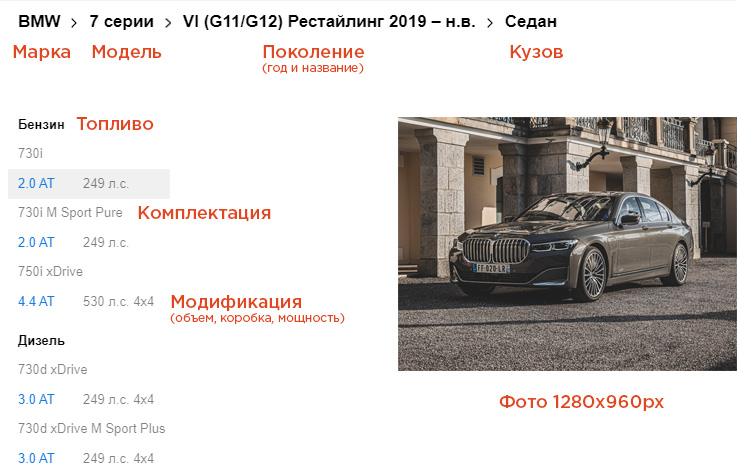 BMW > 7 серии > VI (G11/G12) Рестайлинг 2019 – н.в. > Седан
Марка Модель Поколение Кузов
(год и название)
Бензин Топливо
730i
2.0 AT 249 л.с.
730i M Sport Pure Комплектация
2.0 AT 249 л.с.
750i xDrive
4.4 AT 530 л.с. 4x4 Модификация
(объем, коробка, мощность)
Дизель
730d xDrive
3.0 AT 249 л.с. 4x4
730d xDrive M Sport Plus
3.0 AT 249 л.с. 4x4
FF-020-LR
Фото 1280x960px